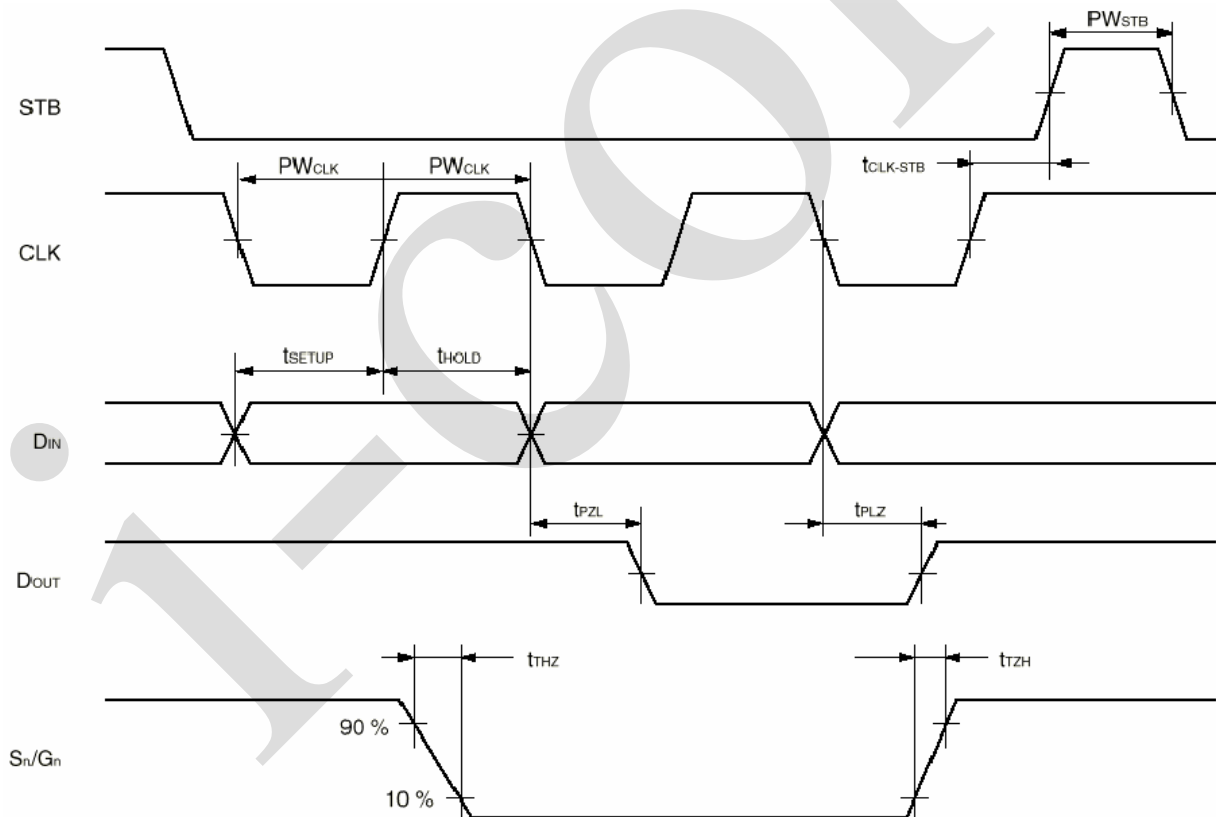 PWSTB
STB
tCLK-STB
PWCLK PWCLK
CLK
tSETUP tHOLD
DIN
tPZL tPLZ
DOUT
tTHZ tTZH
90 %
Sn/Gn
10 %